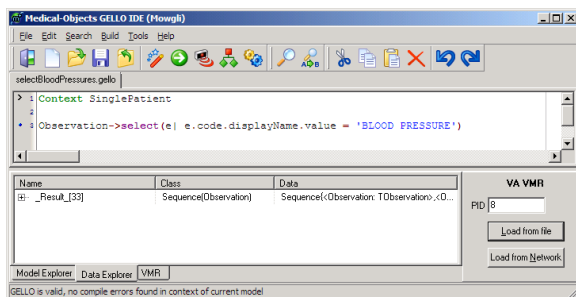 Medical-Objects GELLO IDE (Mowgli)
File Edit Search Build Tools Help
selectBloodPressures.gello
1 Context SinglePatient
2
3 Observation->select(e| e.code.displayName.value = 'BLOOD PRESSURE')
Name Class Data
_Result_[33] Sequence(Observation) Sequence{<Observation: TObservation>,<O...
VA VMR
PID 8
Load from file
Load from Network
Model Explorer Data Explorer VMR
GELLO is valid, no compile errors found in context of current model